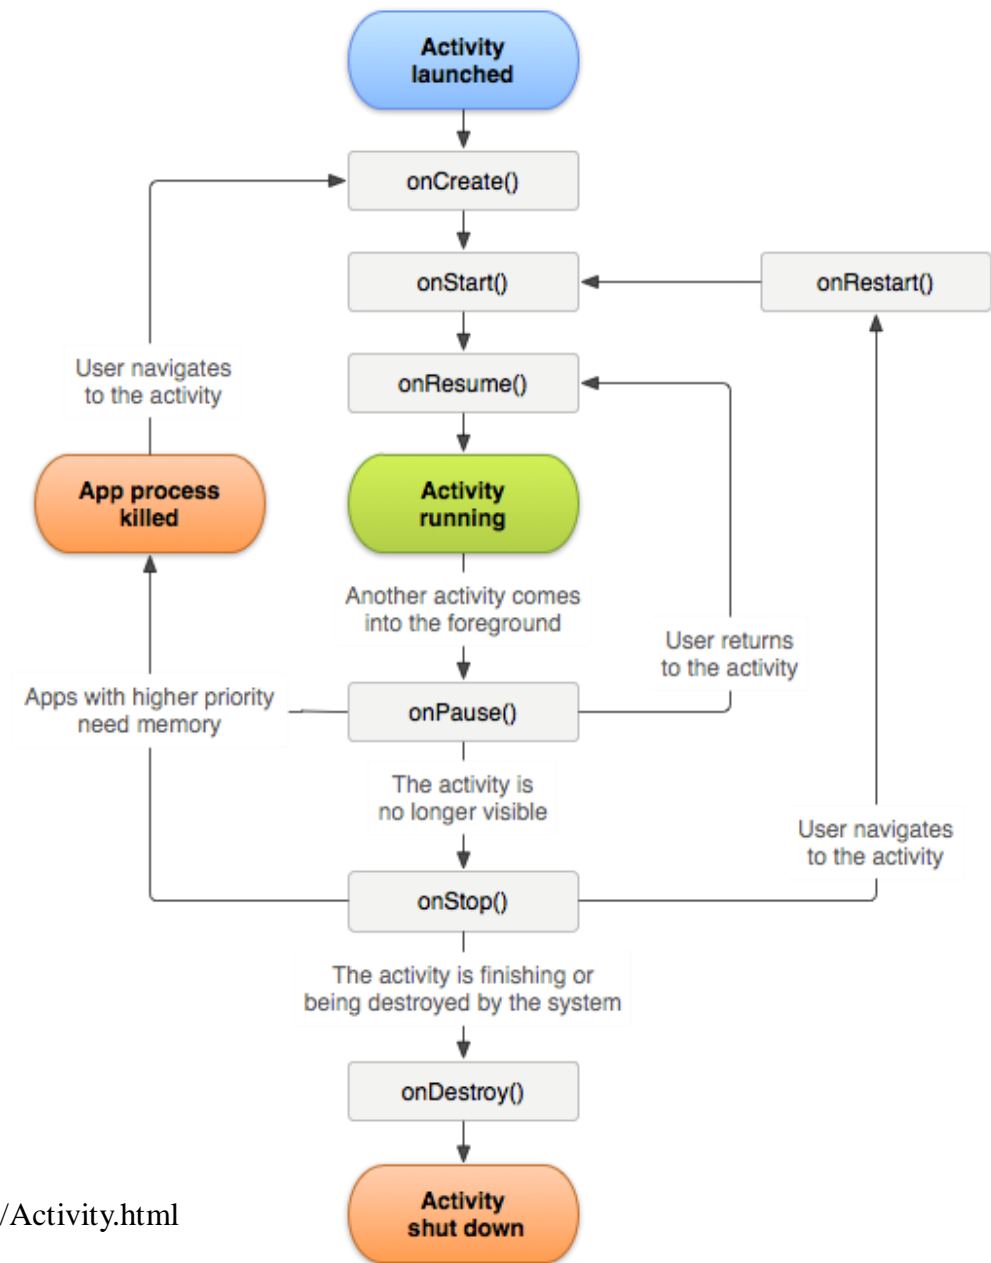 Activity
launched
onCreate()
onStart()
onRestart()
User navigates
to the activity
onResume()
App process
killed
Activity
running
Another activity comes
into the foreground
User returns
to the activity
Apps with higher priority
need memory
onPause()
The activity is
no longer visible
User navigates
to the activity
onStop()
The activity is finishing or
being destroyed by the system
onDestroy()
Activity
shut down
/Activity.html